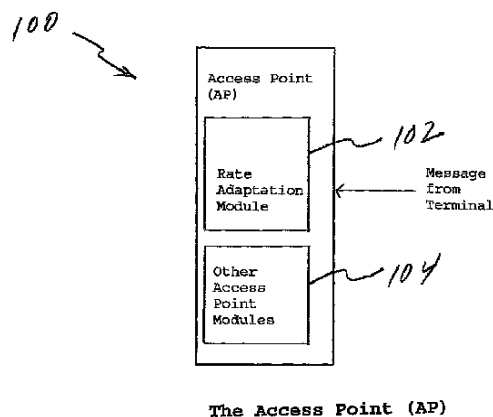 100
Access Point
(AP)
102
Rate
Adaptation
Module
Message
from
Terminal
104
Other
Access
Point
Modules
The Access Point (AP)